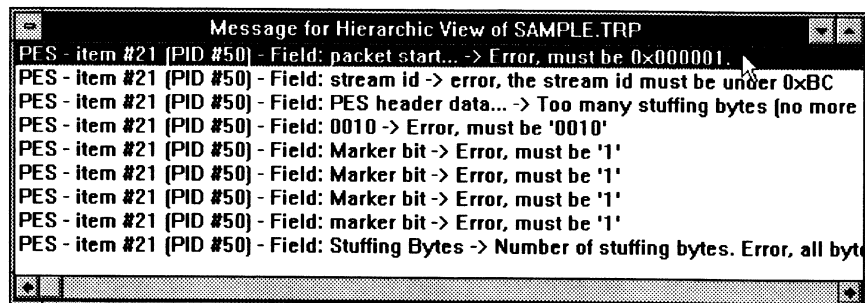 Message for Hierarchic View of SAMPLE.TRP
PES - item #21 (PID #50) - Field: packet start... -> Error, must be 0x000001.
PES - item #21 (PID #50) - Field: stream id -> error, the stream id must be under 0xBC
PES - item #21 (PID #50) - Field: PES header data... -> Too many stuffing bytes (no more
PES - item #21 (PID #50) - Field: 0010 -> Error, must be '0010'
PES - item #21 (PID #50) - Field: Marker bit -> Error, must be '1'
PES - item #21 (PID #50) - Field: Marker bit -> Error, must be '1'
PES - item #21 (PID #50) - Field: Marker bit -> Error, must be '1'
PES - item #21 (PID #50) - Field: marker bit -> Error, must be '1'
PES - item #21 (PID #50) - Field: Stuffing Bytes -> Number of stuffing bytes. Error, all byte